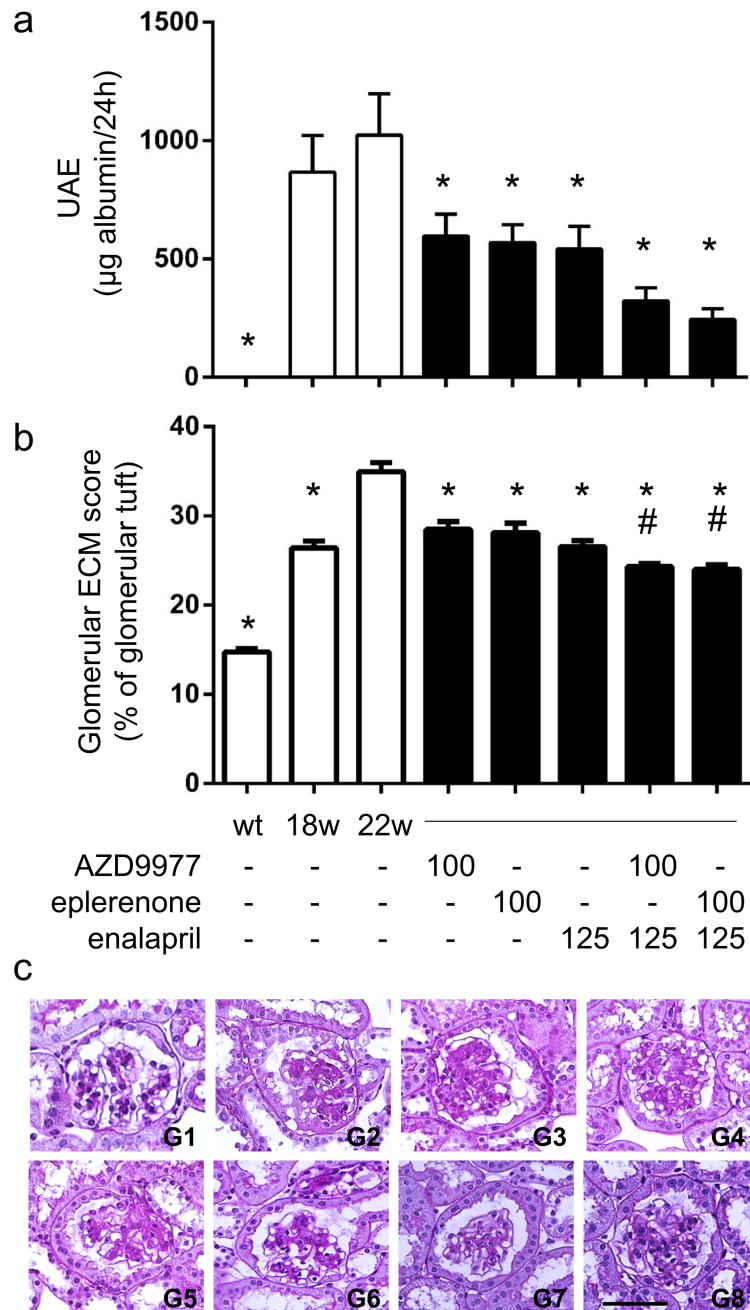 a
1500
1000
500
0
UAE
(µg albumin/24h)
* * * * * *
b
40
30
20
10
0
Glomerular ECM score
(% of glomerular tuft)
* * * * * * *
# #
wt 18w 22w
AZD9977 - - - 100 - - 100 -
eplerenone - - - - 100 - - 100
enalapril - - - - - 125 125 125
c
G1 G2 G3 G4
G5 G6 G7 G8